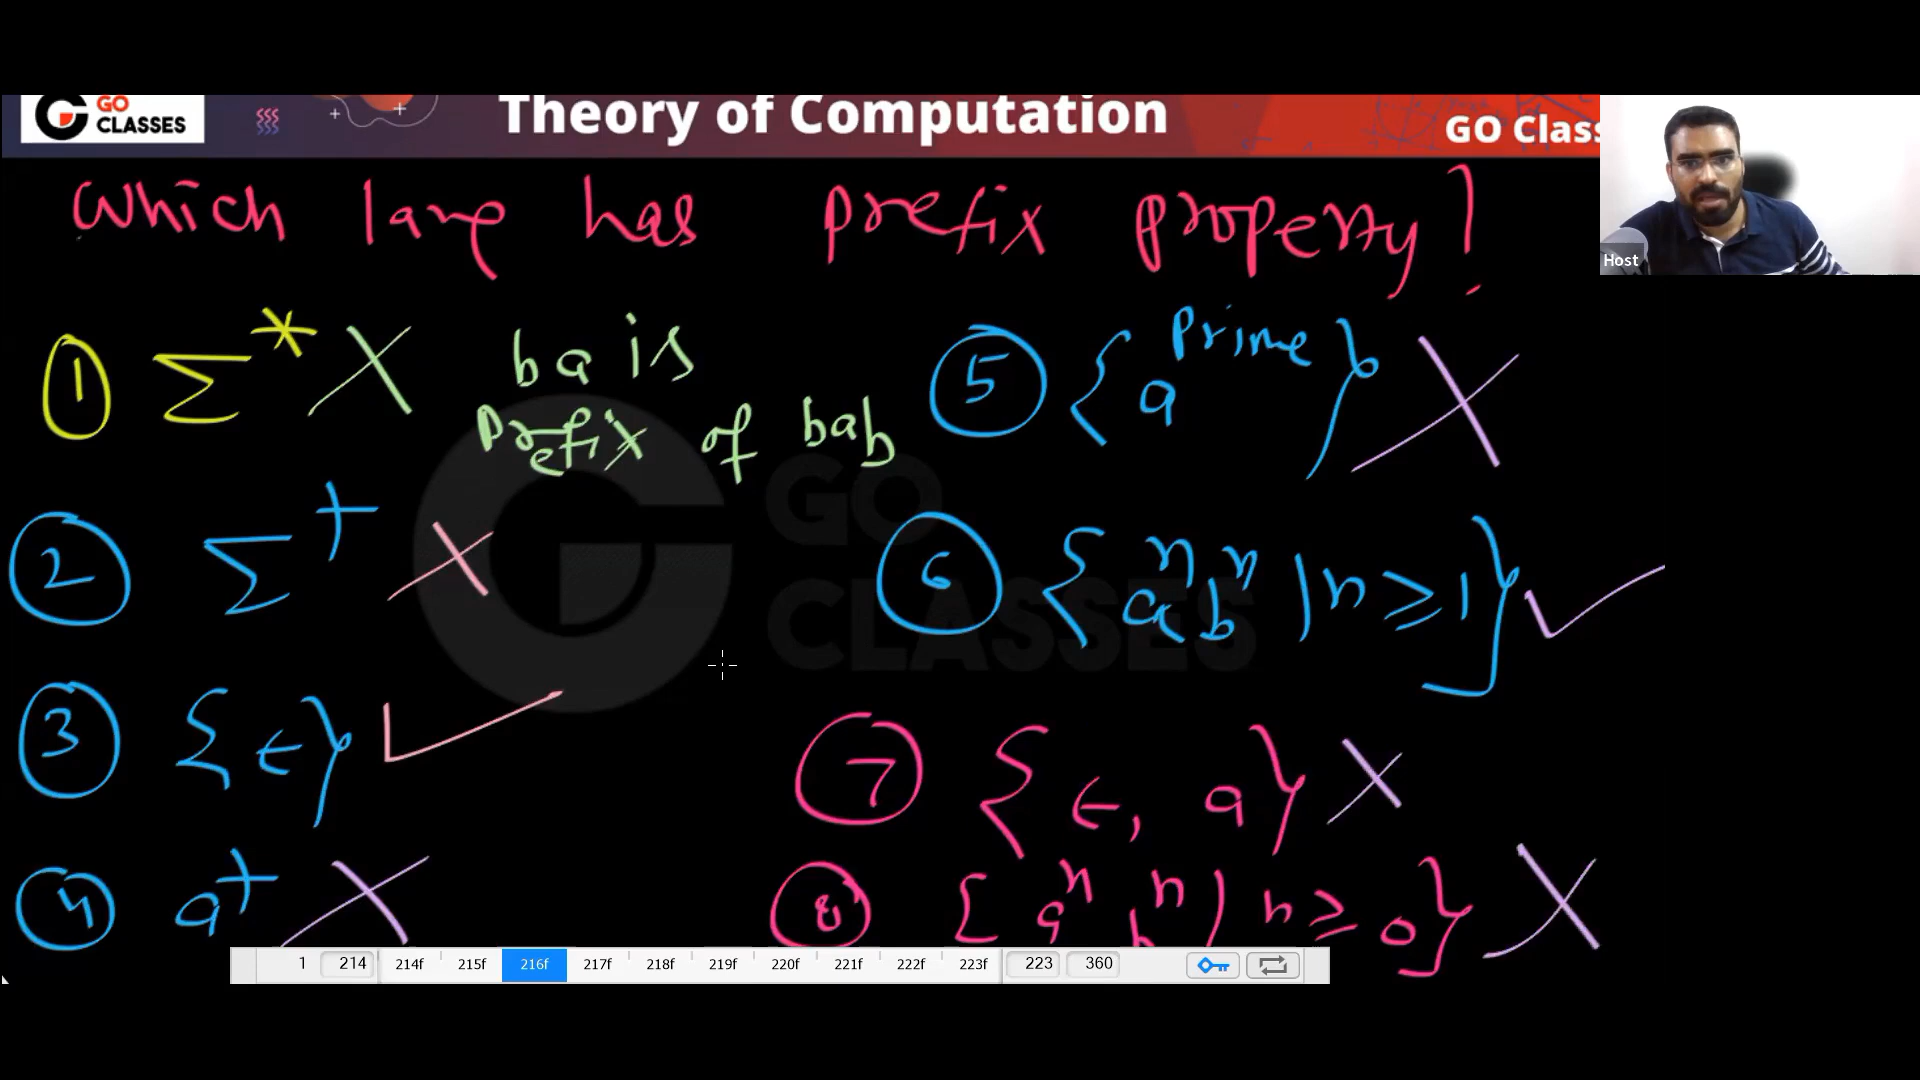 GO
CLASSES
Theory of Computation
GO Class
Host
which lang has prefix property?
① Σ* X ba is
prefix of bab
② Σ+ X
③ {ϵ} ✓
④ a+ X
⑤ {a^prime} X
⑥ {a^n b^n | n ≥ 1} ✓
⑦ {ϵ, a} X
⑧ {a^n b^n | n ≥ 0} X
GO
CLASSES
1 214 214f 215f 216f 217f 218f 219f 220f 221f 222f 223f 223 360